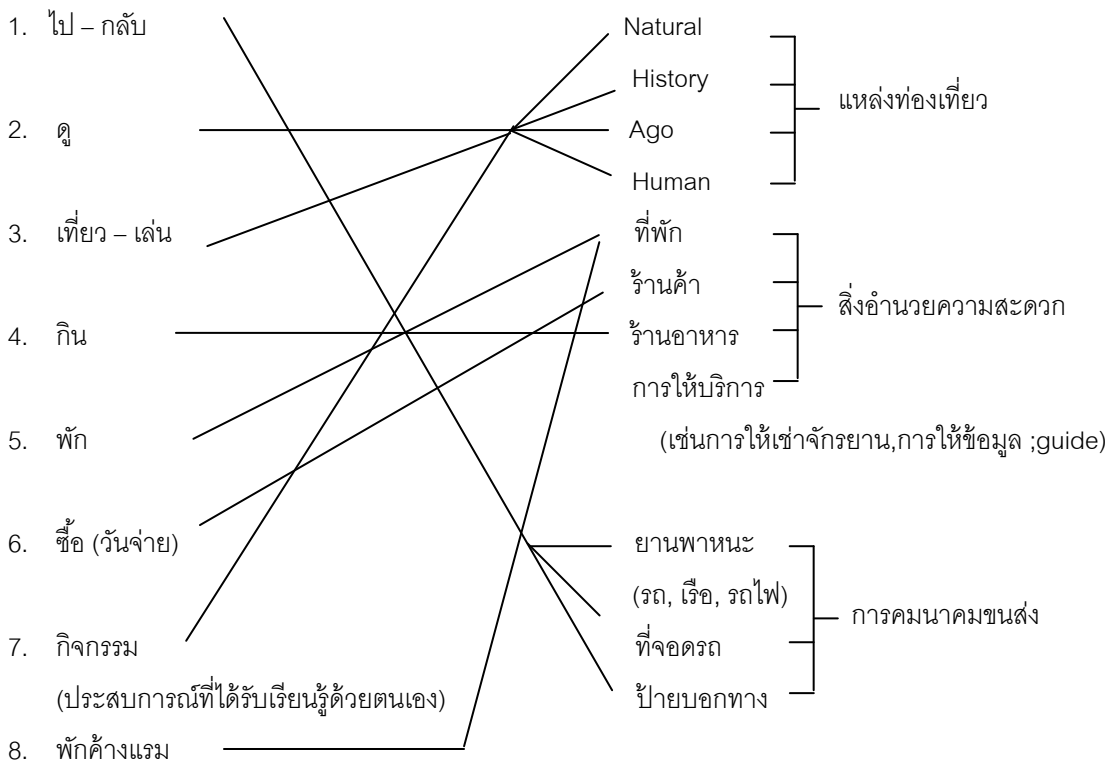 1. ไป – กลับ
2. ดู
3. เที่ยว – เล่น
4. กิน
5. พัก
6. ซื้อ (วันจ่าย)
7. กิจกรรม
(ประสบการณ์ที่ได้รับเรียนรู้ด้วยตนเอง)
8. พักค้างแรม
Natural
History
Ago
Human
ที่พัก
ร้านค้า
ร้านอาหาร
การให้บริการ
(เช่นการให้เช่าจักรยาน,การให้ข้อมูล ;guide)
ยานพาหนะ
(รถ, เรือ, รถไฟ)
ที่จอดรถ
ป้ายบอกทาง
แหล่งท่องเที่ยว
สิ่งอำนวยความสะดวก
การคมนาคมขนส่ง